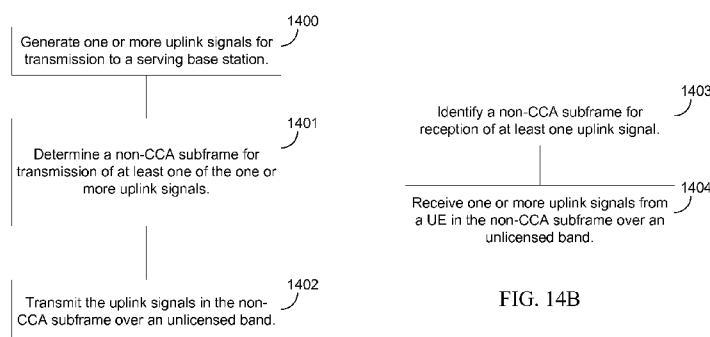 1400
Generate one or more uplink signals for
transmission to a serving base station.
1401
Determine a non-CCA subframe for
transmission of at least one of the one or
more uplink signals.
1402
Transmit the uplink signals in the non-
CCA subframe over an unlicensed band.
1403
Identify a non-CCA subframe for
reception of at least one uplink signal.
1404
Receive one or more uplink signals from
a UE in the non-CCA subframe over an
unlicensed band.
FIG. 14B